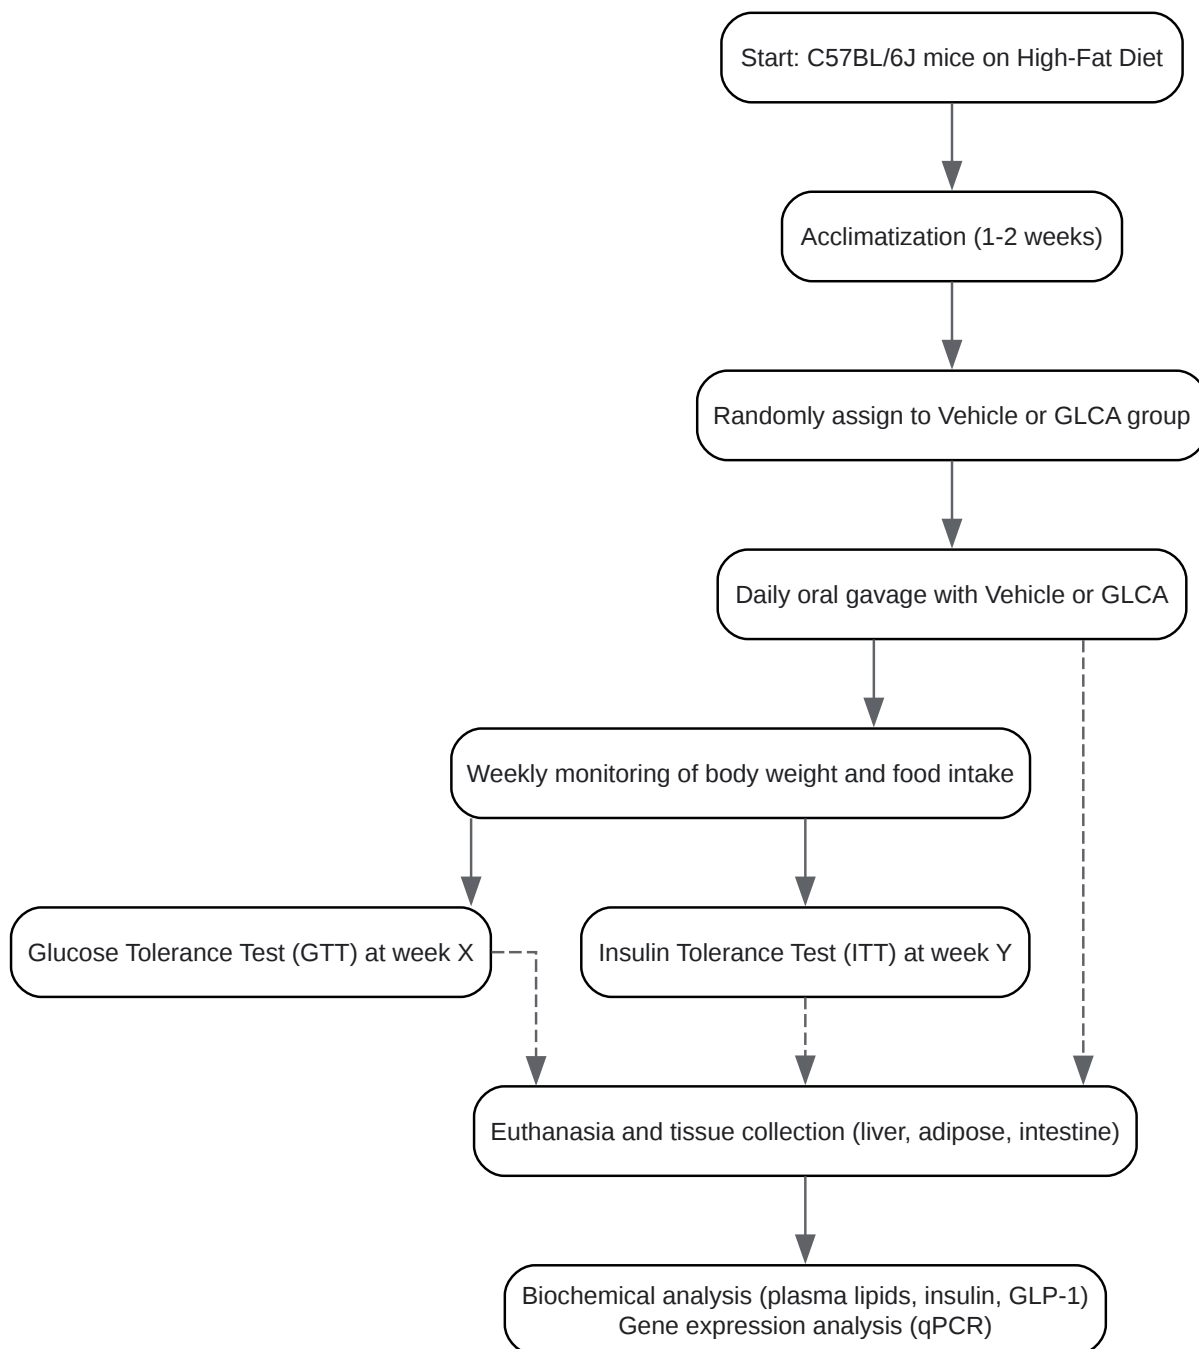 Start: C57BL/6J mice on High-Fat Diet
Acclimatization (1-2 weeks)
Randomly assign to Vehicle or GLCA group
Daily oral gavage with Vehicle or GLCA
Weekly monitoring of body weight and food intake
Glucose Tolerance Test (GTT) at week X
Insulin Tolerance Test (ITT) at week Y
Euthanasia and tissue collection (liver, adipose, intestine)
Biochemical analysis (plasma lipids, insulin, GLP-1)
Gene expression analysis (qPCR)